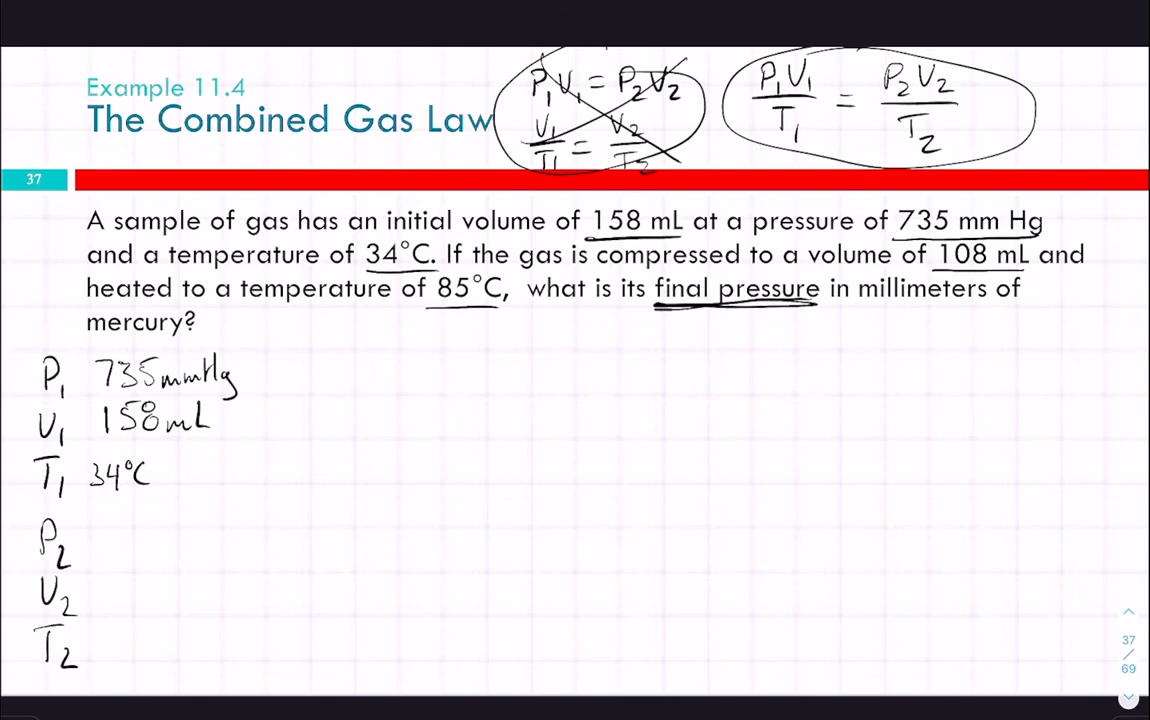 Example 11.4
The Combined Gas Law
P₁V₁ = P₂V₂
V₁/T₁ = V₂/T₂
P₁V₁/T₁ = P₂V₂/T₂
37
A sample of gas has an initial volume of 158 mL at a pressure of 735 mm Hg
and a temperature of 34°C. If the gas is compressed to a volume of 108 mL and
heated to a temperature of 85°C, what is its final pressure in millimeters of
mercury?
P₁ 735mmHg
V₁ 158mL
T₁ 34°C
P₂
V₂
T₂
37
/
69